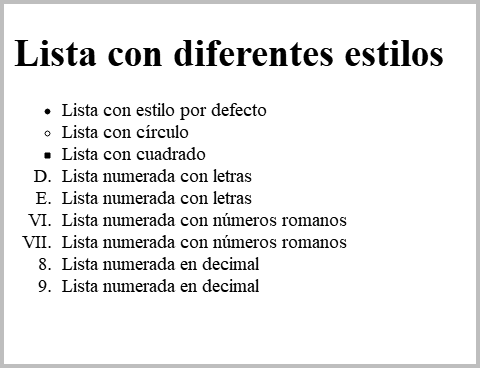 Lista con diferentes estilos
• Lista con estilo por defecto
◦ Lista con círculo
▪ Lista con cuadrado
D. Lista numerada con letras
E. Lista numerada con letras
VI. Lista numerada con números romanos
VII. Lista numerada con números romanos
8. Lista numerada en decimal
9. Lista numerada en decimal